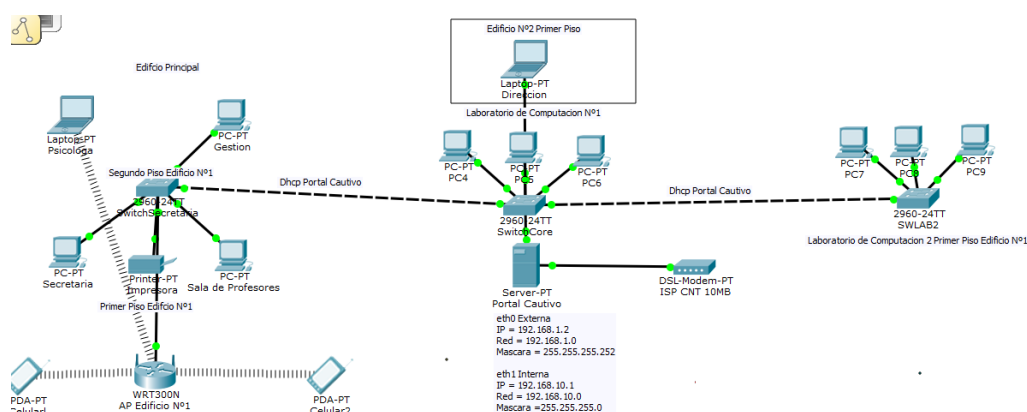 Edificio Nº2 Primer Piso
Laptop-PT
Direccion
Edifcio Principal
Laptop-PT
Psicologa
PC-PT
Gestion
Laboratorio de Computacion Nº1
PC-PT
PC4
PC-PT
PC5
PC-PT
PC6
PC-PT
PC7
PC-PT
PC8
PC-PT
PC9
Segundo Piso Edificio Nº1
Dhcp Portal Cautivo
Dhcp Portal Cautivo
2960-24TT
SwitchSecretaria
2960-24TT
SwitchCore
2960-24TT
SWLAB2
Laboratorio de Computacion 2 Primer Piso Edificio Nº1
PC-PT
Secretaria
Printer-PT
Impresora
PC-PT
Sala de Profesores
Server-PT
Portal Cautivo
DSL-Modem-PT
ISP CNT 10MB
Primer Piso Edifcio Nº1
eth0 Externa
IP = 192.168.1.2
Red = 192.168.1.0
Mascara = 255.255.255.252
eth1 Interna
IP = 192.168.10.1
Red = 192.168.10.0
Mascara =255.255.255.0
PDA-PT
Celular1
WRT300N
AP Edificio Nº1
PDA-PT
Celular2